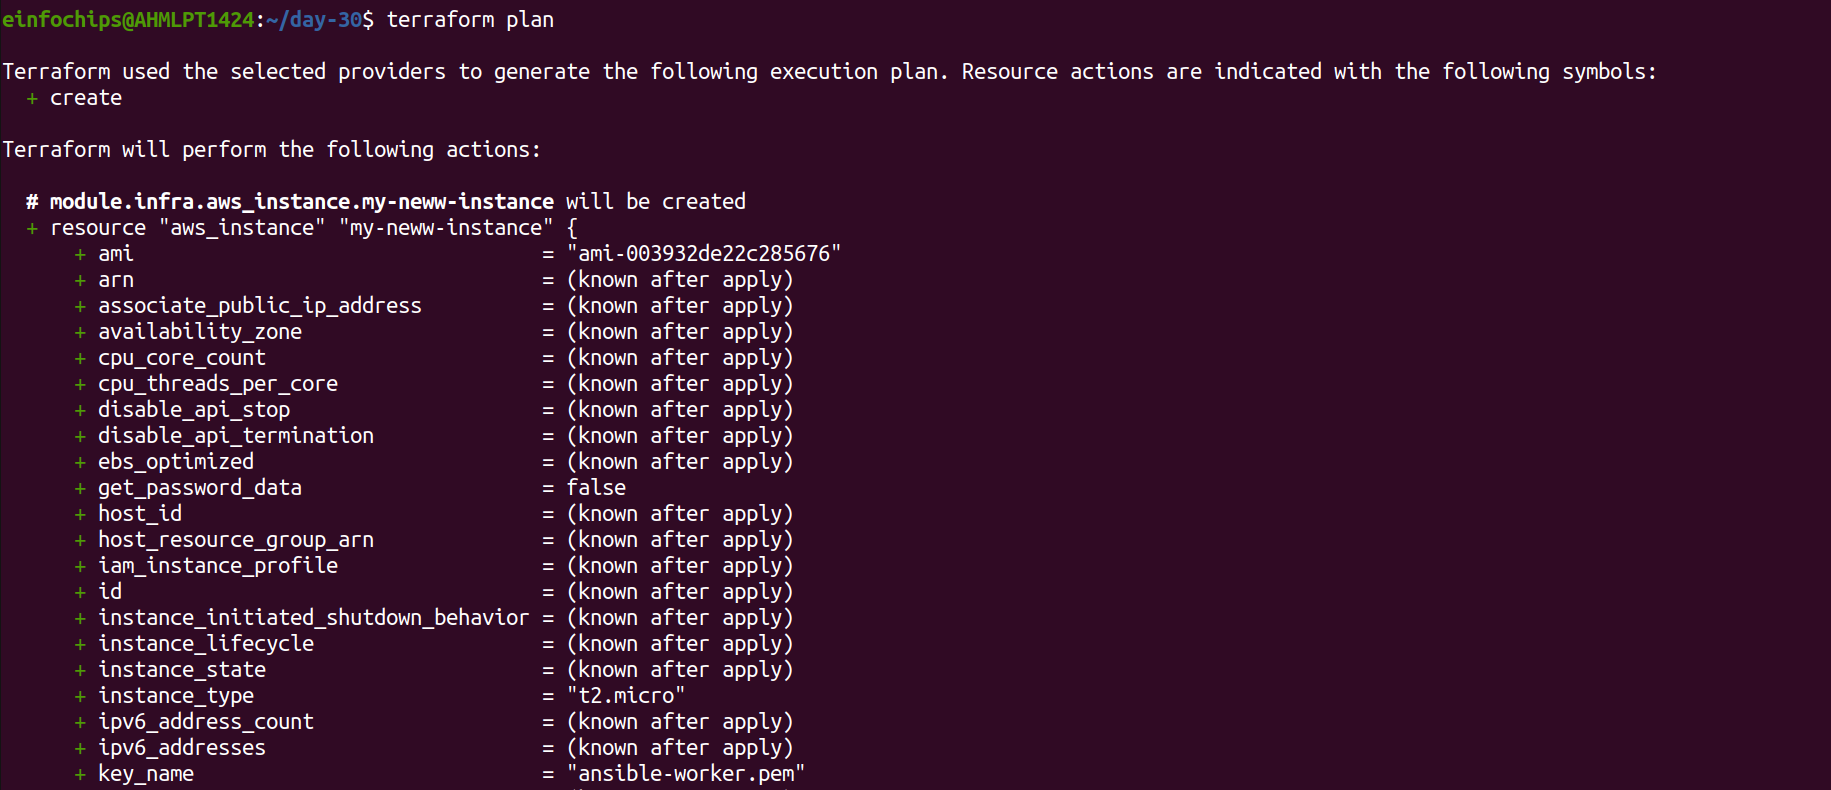 einfochips@AHMLPT1424:~/day-30$ terraform plan
Terraform used the selected providers to generate the following execution plan. Resource actions are indicated with the following symbols:
+ create
Terraform will perform the following actions:
# module.infra.aws_instance.my-neww-instance will be created
+ resource "aws_instance" "my-neww-instance" {
+ ami = "ami-003932de22c285676"
+ arn = (known after apply)
+ associate_public_ip_address = (known after apply)
+ availability_zone = (known after apply)
+ cpu_core_count = (known after apply)
+ cpu_threads_per_core = (known after apply)
+ disable_api_stop = (known after apply)
+ disable_api_termination = (known after apply)
+ ebs_optimized = (known after apply)
+ get_password_data = false
+ host_id = (known after apply)
+ host_resource_group_arn = (known after apply)
+ iam_instance_profile = (known after apply)
+ id = (known after apply)
+ instance_initiated_shutdown_behavior = (known after apply)
+ instance_lifecycle = (known after apply)
+ instance_state = (known after apply)
+ instance_type = "t2.micro"
+ ipv6_address_count = (known after apply)
+ ipv6_addresses = (known after apply)
+ key_name = "ansible-worker.pem"